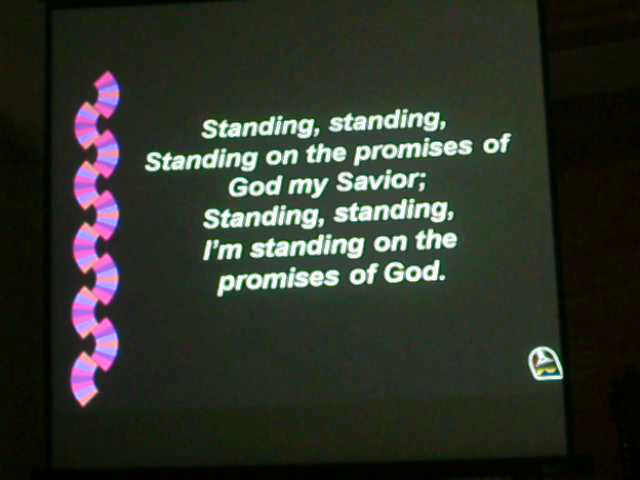 Standing, standing,
Standing on the promises of
God my Savior;
Standing, standing,
I'm standing on the
promises of God.